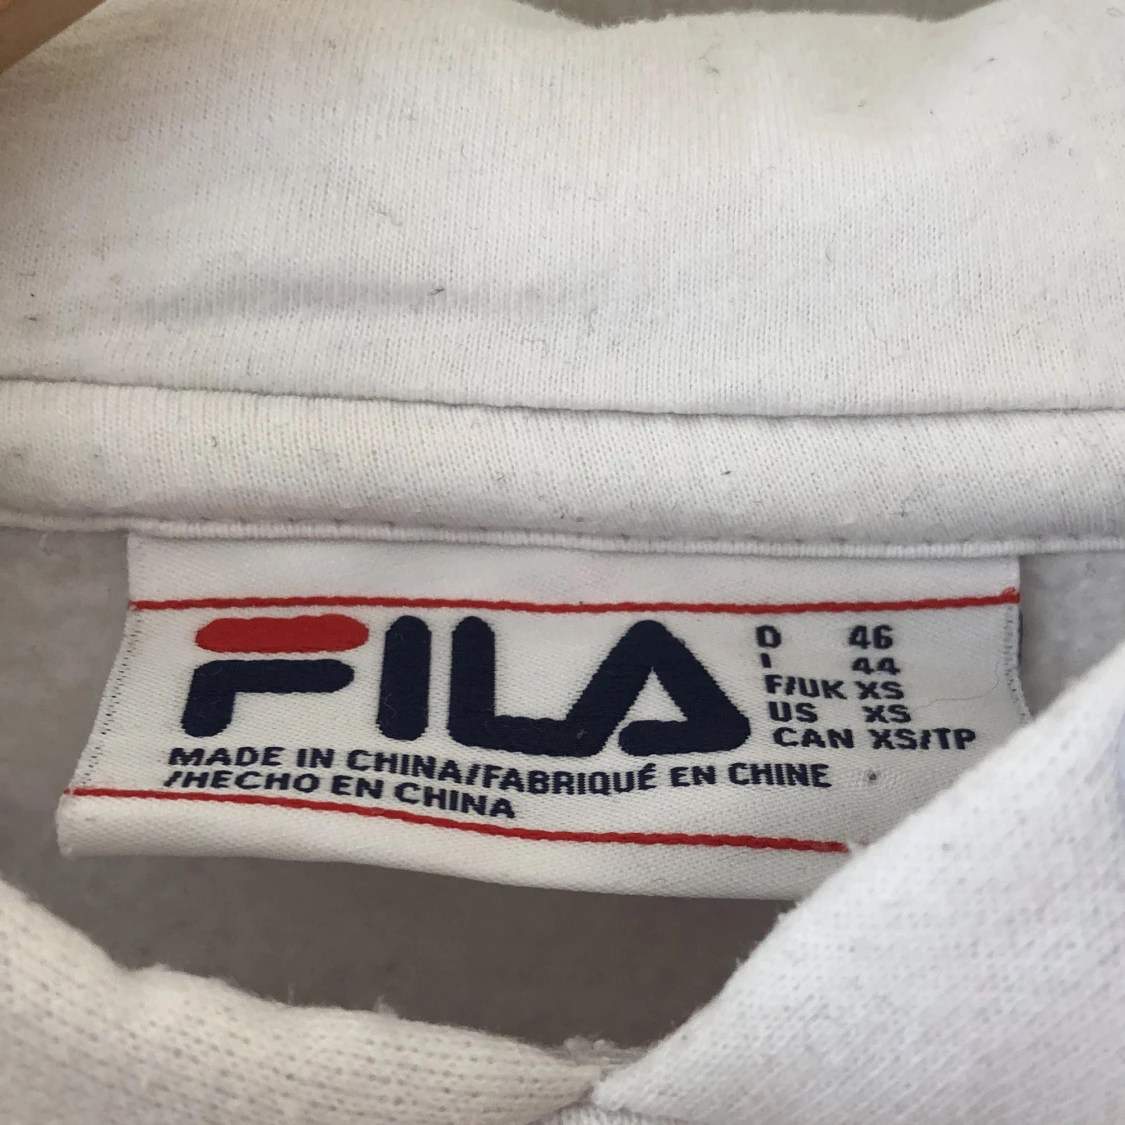 FILA
D 46
I 44
F/UK XS
US XS
CAN XS/TP
MADE IN CHINA/FABRIQUÉ EN CHINE
/HECHO EN CHINA